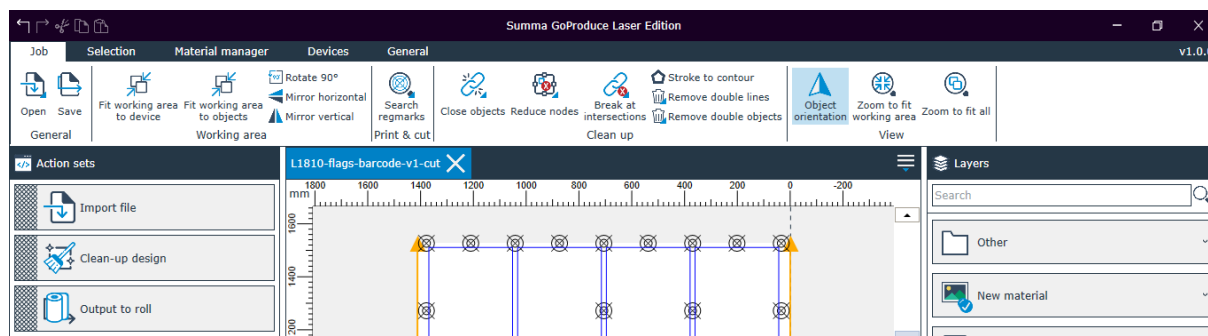 Summa GoProduce Laser Edition
Job Selection Material manager Devices General
Open Save
General
Fit working area to device
Fit working area to objects
Rotate 90°
Mirror horizontal
Mirror vertical
Working area
Search regmarks
Print & cut
Close objects
Reduce nodes
Break at intersections
Stroke to contour
Remove double lines
Remove double objects
Clean up
Object orientation
Zoom to fit working area
Zoom to fit all
View
Action sets
Import file
Clean-up design
Output to roll
L1810-flags-barcode-v1-cut
mm
1800 1600 1400 1200 1000 800 600 400 200 0 -200
1600
1400
Layers
Search
Other
New material